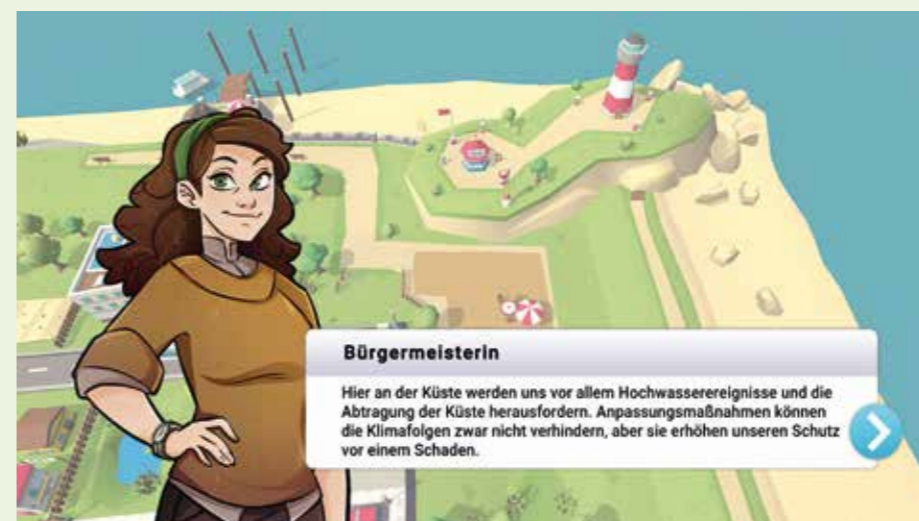 Bürgermeisterin
Hier an der Küste werden uns vor allem Hochwasserereignisse und die
Abtragung der Küste herausfordern. Anpassungsmaßnahmen können
die Klimafolgen zwar nicht verhindern, aber sie erhöhen unseren Schutz
vor einem Schaden.